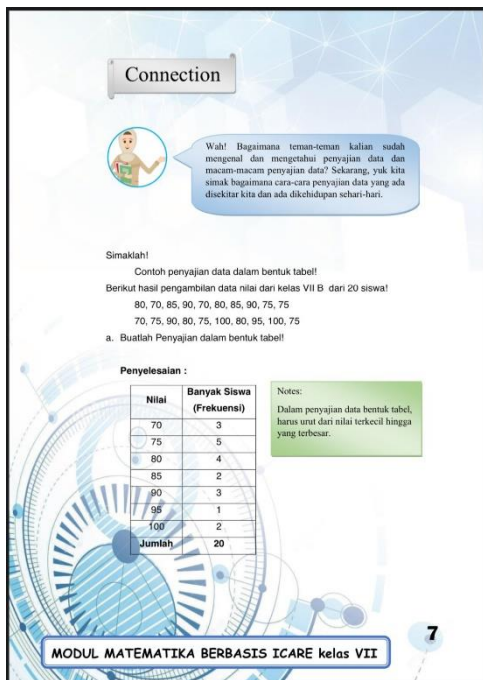 Connection
Wah! Bagaimana teman-teman kalian sudah
mengenal dan mengetahui penyajian data dan
macam-macam penyajian data? Sekarang, yuk kita
simak bagaimana cara-cara penyajian data yang ada
disekitar kita dan ada dikehidupan sehari-hari.
Simaklah!
Contoh penyajian data dalam bentuk tabel!
Berikut hasil pengambilan data nilai dari kelas VII B dari 20 siswa!
80, 70, 85, 90, 70, 80, 85, 90, 75, 75
70, 75, 90, 80, 75, 100, 80, 95, 100, 75
a. Buatlah Penyajian dalam bentuk tabel!
Penyelesaian :
Nilai Banyak Siswa
(Frekuensi)
70 3
75 5
80 4
85 2
90 3
95 1
100 2
Jumlah 20
Notes:
Dalam penyajian data bentuk tabel,
harus urut dari nilai terkecil hingga
yang terbesar.
7
MODUL MATEMATIKA BERBASIS ICARE kelas VII